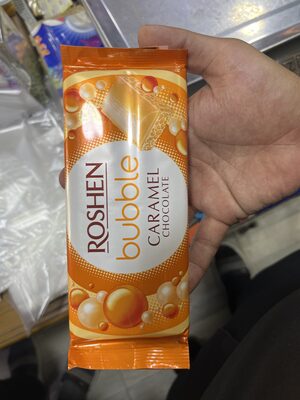 ROSHEN
bubble
CARAMEL
CHOCOLATE